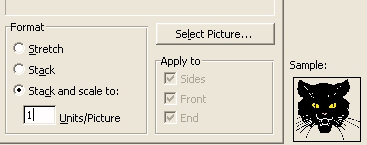 Format
Stretch
Stack
Stack and scale to:
1 Units/Picture
Select Picture...
Apply to
Sides
Front
End
Sample: